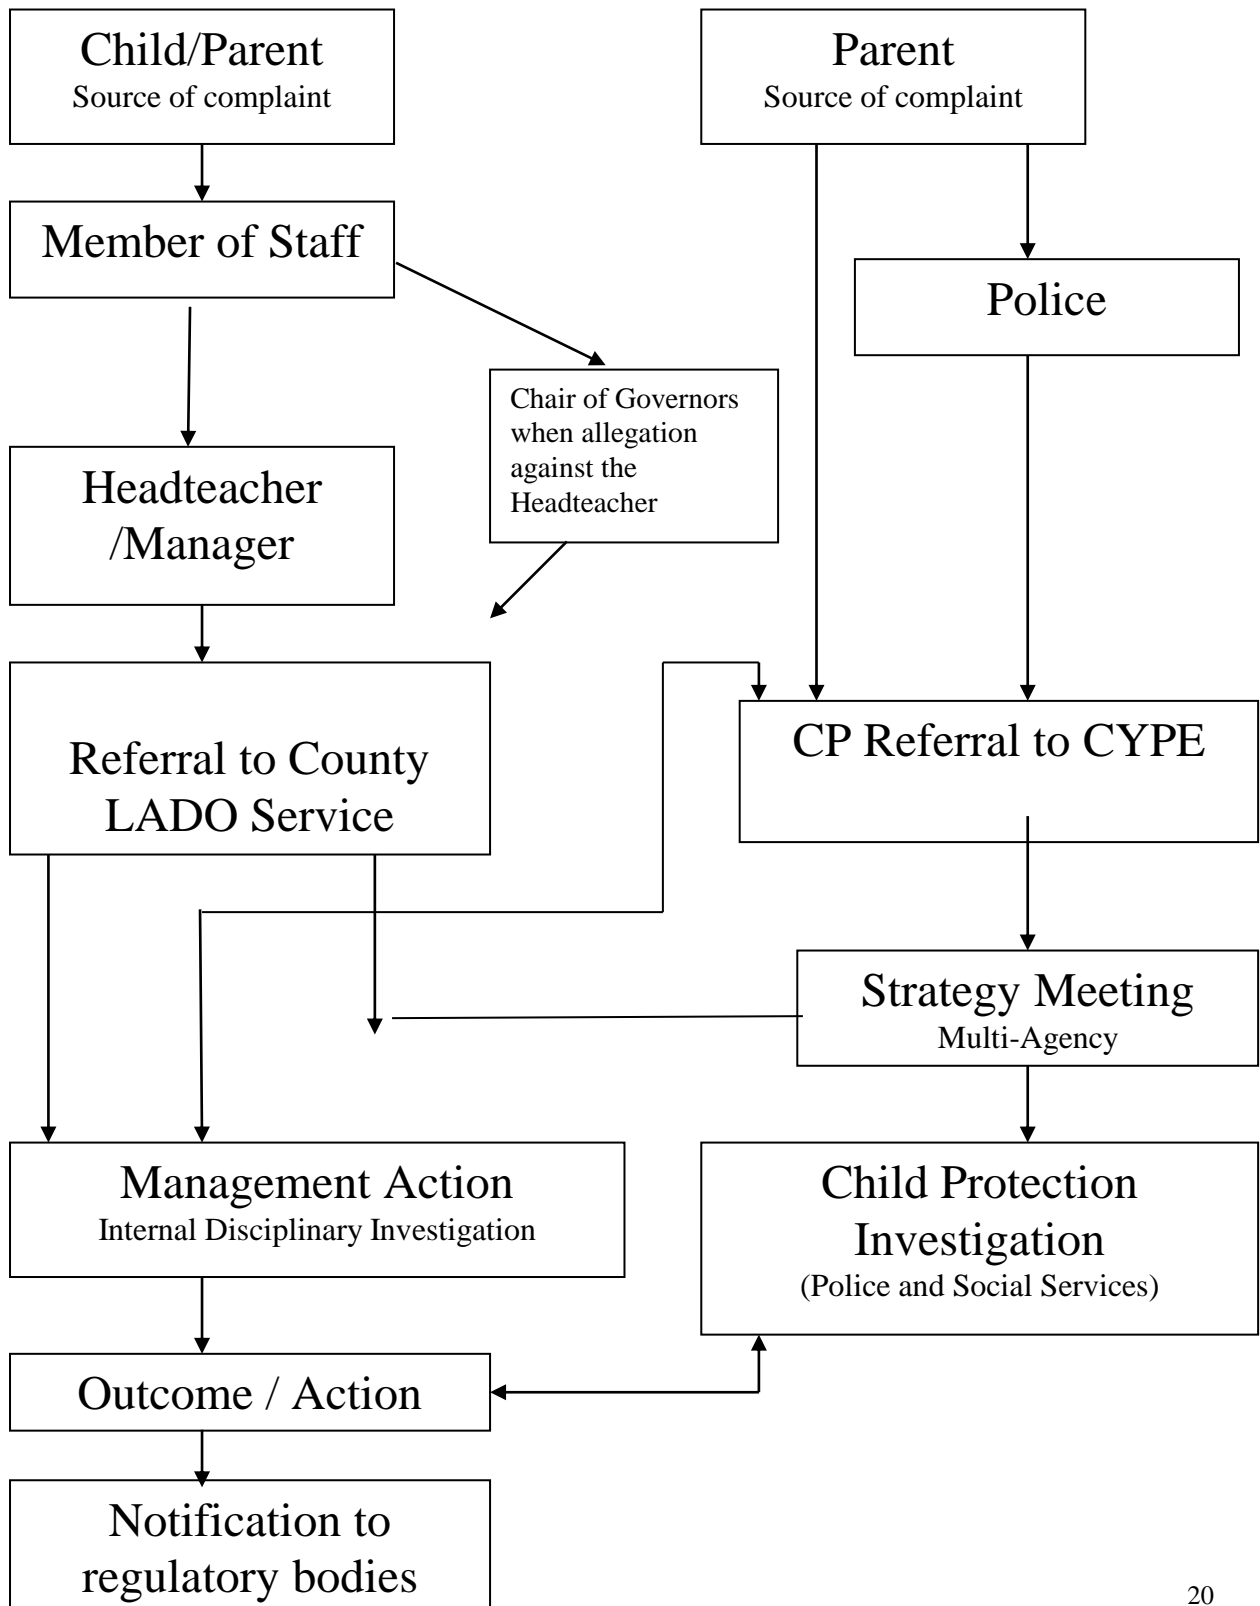 Child/Parent
Source of complaint
Parent
Source of complaint
Member of Staff
Police
Chair of Governors
when allegation
against the
Headteacher
Headteacher
/Manager
Referral to County
LADO Service
CP Referral to CYPE
Strategy Meeting
Multi-Agency
Management Action
Internal Disciplinary Investigation
Child Protection
Investigation
(Police and Social Services)
Outcome / Action
Notification to
regulatory bodies
20